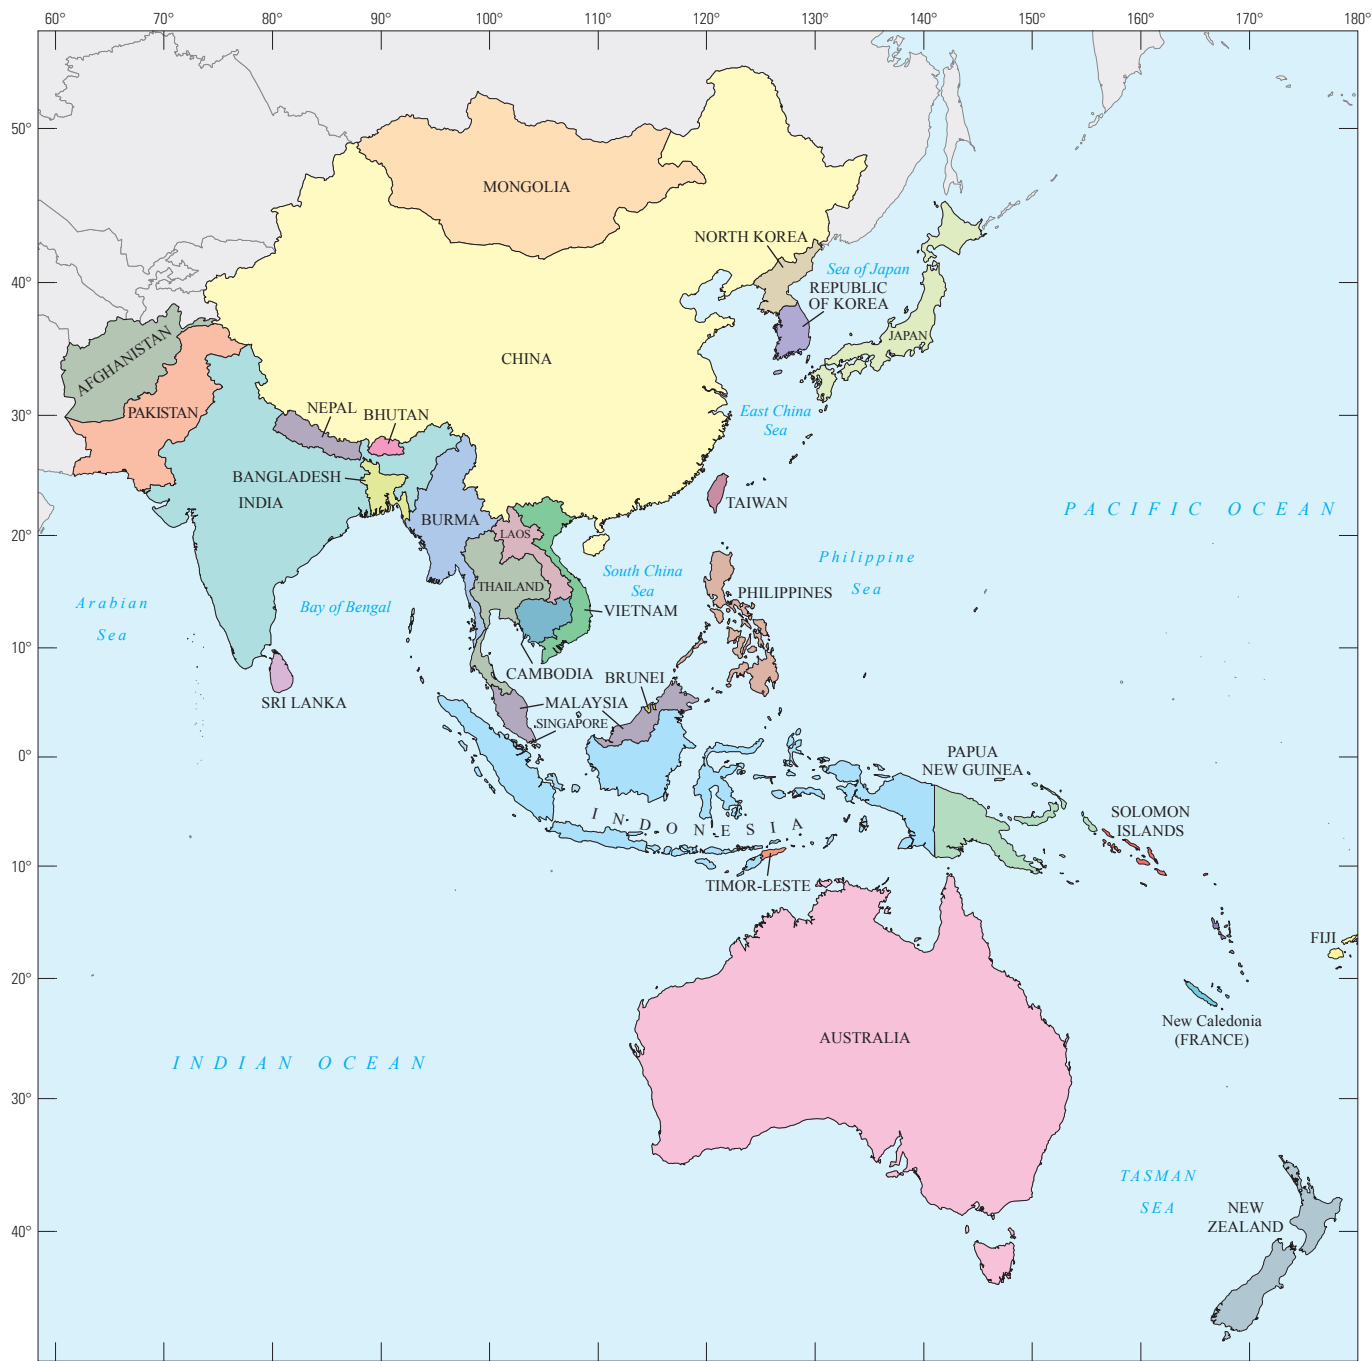 60° 70° 80° 90° 100° 110° 120° 130° 140° 150° 160° 170° 180°
50°
MONGOLIA
NORTH KOREA
Sea of Japan
40°
REPUBLIC
OF KOREA
JAPAN
AFGHANISTAN
CHINA
PAKISTAN
NEPAL
BHUTAN
30°
East China
Sea
BANGLADESH
INDIA
TAIWAN
BURMA
PACIFIC OCEAN
LAOS
20°
Philippine
Sea
South China
Sea
THAILAND
PHILIPPINES
Arabian
Sea
Bay of Bengal
VIETNAM
10°
CAMBODIA
BRUNEI
SRI LANKA
MALAYSIA
SINGAPORE
0°
PAPUA
NEW GUINEA
INDONESIA
SOLOMON
ISLANDS
10°
TIMOR-LESTE
FIJI
20°
New Caledonia
(FRANCE)
AUSTRALIA
INDIAN OCEAN
30°
TASMAN
SEA
NEW
ZEALAND
40°